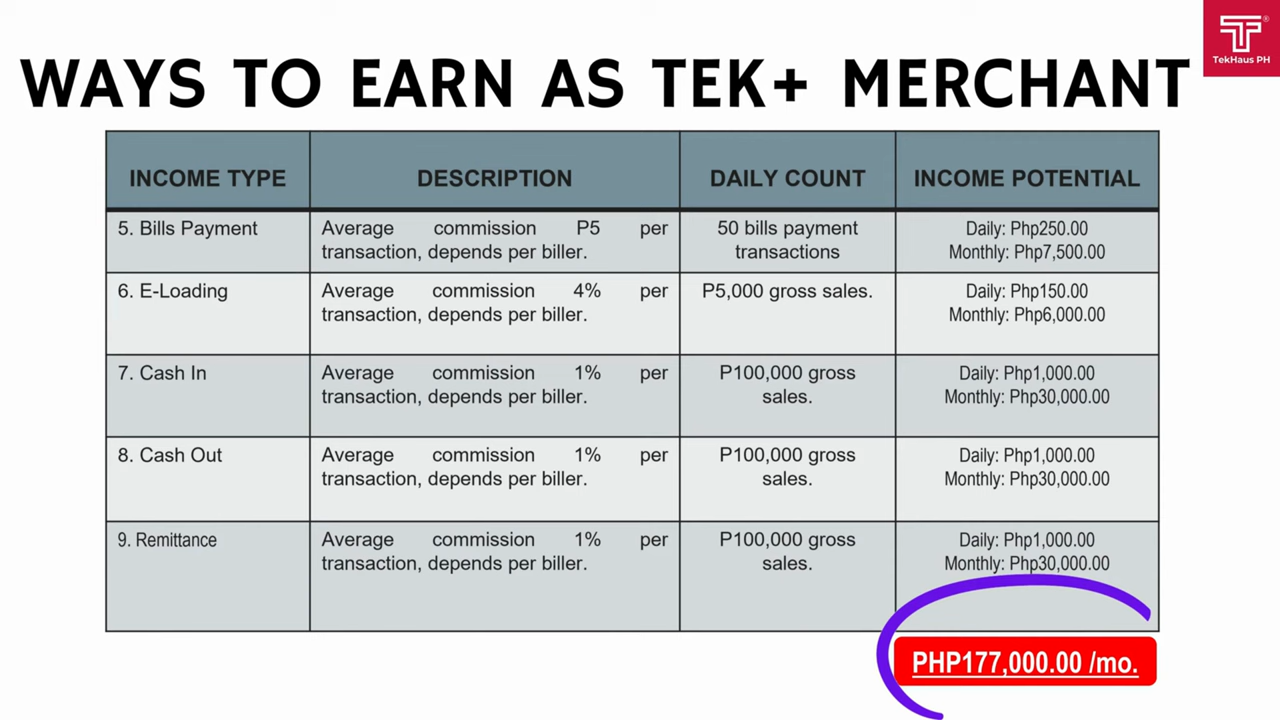 TekHaus PH
WAYS TO EARN AS TEK+ MERCHANT
INCOME TYPE
DESCRIPTION
DAILY COUNT
INCOME POTENTIAL
5. Bills Payment
Average commission P5 per
transaction, depends per biller.
50 bills payment
transactions
Daily: Php250.00
Monthly: Php7,500.00
6. E-Loading
Average commission 4% per
transaction, depends per biller.
P5,000 gross sales.
Daily: Php150.00
Monthly: Php6,000.00
7. Cash In
Average commission 1% per
transaction, depends per biller.
P100,000 gross
sales.
Daily: Php1,000.00
Monthly: Php30,000.00
8. Cash Out
Average commission 1% per
transaction, depends per biller.
P100,000 gross
sales.
Daily: Php1,000.00
Monthly: Php30,000.00
9. Remittance
Average commission 1% per
transaction, depends per biller.
P100,000 gross
sales.
Daily: Php1,000.00
Monthly: Php30,000.00
PHP177,000.00 /mo.